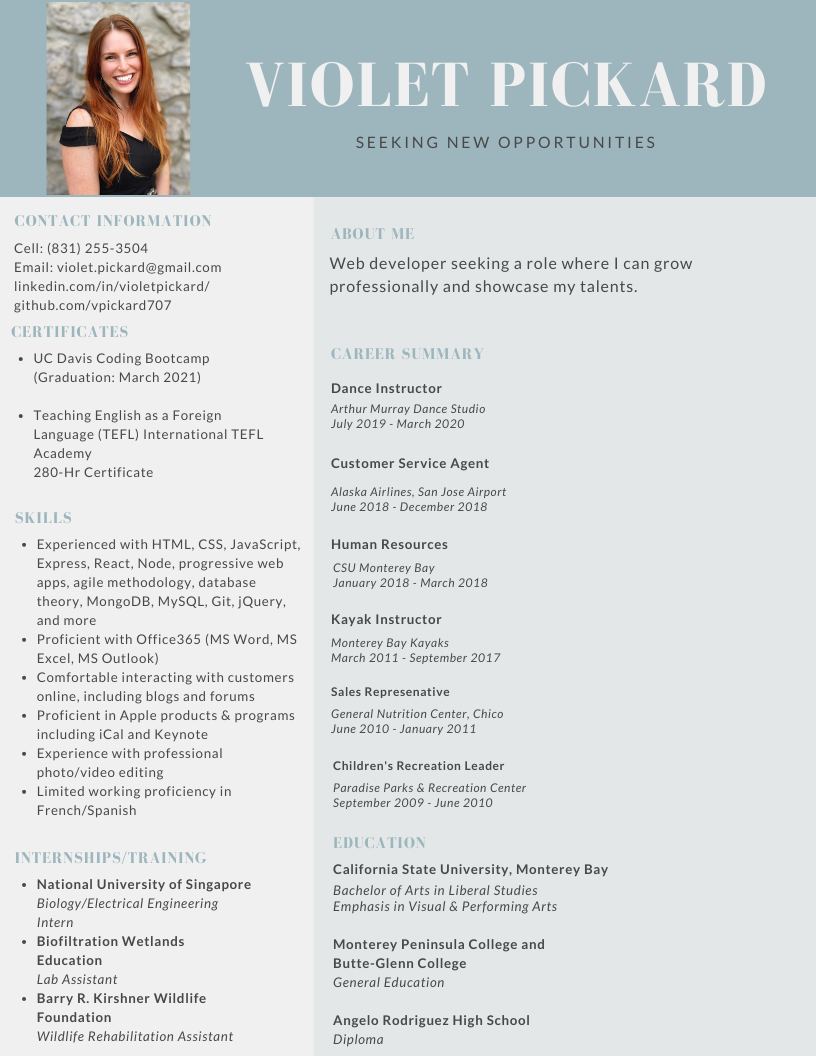 VIOLET PICKARD
SEEKING NEW OPPORTUNITIES
CONTACT INFORMATION
Cell: (831) 255-3504
Email: violet.pickard@gmail.com
linkedin.com/in/violetpickard/
github.com/vpickard707
CERTIFICATES
• UC Davis Coding Bootcamp
(Graduation: March 2021)
• Teaching English as a Foreign
Language (TEFL) International TEFL
Academy
280-Hr Certificate
SKILLS
• Experienced with HTML, CSS, JavaScript,
Express, React, Node, progressive web
apps, agile methodology, database
theory, MongoDB, MySQL, Git, jQuery,
and more
• Proficient with Office365 (MS Word, MS
Excel, MS Outlook)
• Comfortable interacting with customers
online, including blogs and forums
• Proficient in Apple products & programs
including iCal and Keynote
• Experience with professional
photo/video editing
• Limited working proficiency in
French/Spanish
INTERNSHIPS/TRAINING
• National University of Singapore
Biology/Electrical Engineering
Intern
• Biofiltration Wetlands
Education
Lab Assistant
• Barry R. Kirshner Wildlife
Foundation
Wildlife Rehabilitation Assistant
ABOUT ME
Web developer seeking a role where I can grow
professionally and showcase my talents.
CAREER SUMMARY
Dance Instructor
Arthur Murray Dance Studio
July 2019 - March 2020
Customer Service Agent
Alaska Airlines, San Jose Airport
June 2018 - December 2018
Human Resources
CSU Monterey Bay
January 2018 - March 2018
Kayak Instructor
Monterey Bay Kayaks
March 2011 - September 2017
Sales Represenative
General Nutrition Center, Chico
June 2010 - January 2011
Children's Recreation Leader
Paradise Parks & Recreation Center
September 2009 - June 2010
EDUCATION
California State University, Monterey Bay
Bachelor of Arts in Liberal Studies
Emphasis in Visual & Performing Arts
Monterey Peninsula College and
Butte-Glenn College
General Education
Angelo Rodriguez High School
Diploma